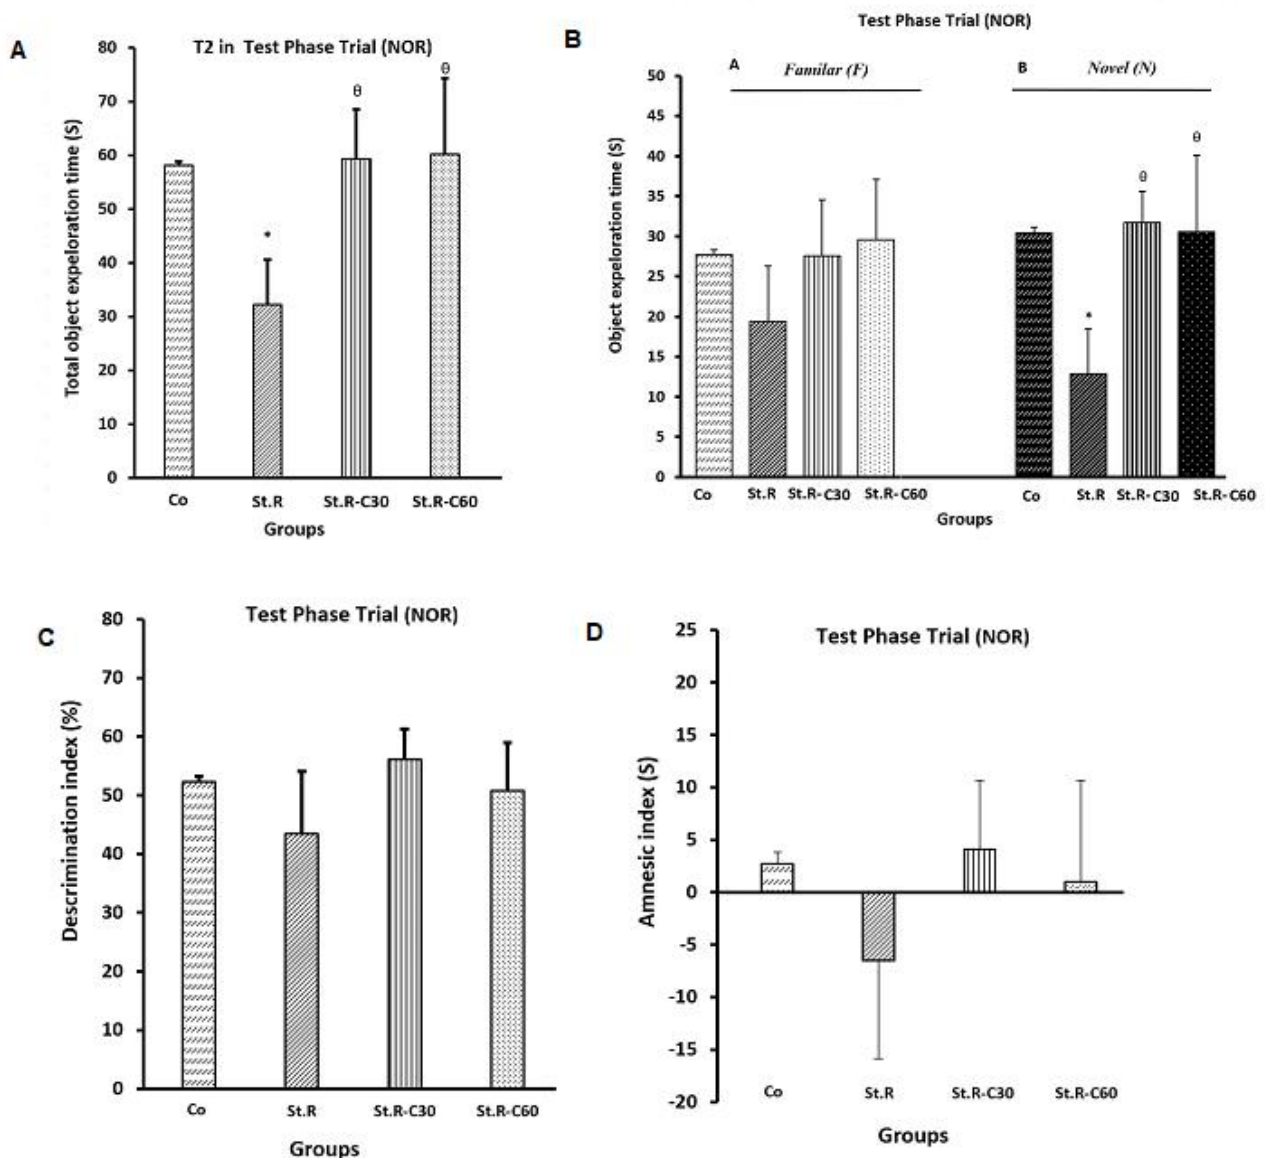 A
T2 in Test Phase Trial (NOR)
80
70
60
50
40
30
20
10
0
Total object expeloration time (S)
θ
θ
*
Co St.R St.R-C30 St.R-C60
Groups
B
Test Phase Trial (NOR)
A Familar (F)
B Novel (N)
50
45
40
35
30
25
20
15
10
5
0
Object expeloration time (S)
*
θ
θ
Co St.R St.R-C30 St.R-C60 Co St.R St.R-C30 St.R-C60
Groups
C
Test Phase Trial (NOR)
80
70
60
50
40
30
20
10
0
Descrimination index (%)
Co St.R St.R-C30 St.R-C60
Groups
D
Test Phase Trial (NOR)
25
20
15
10
5
0
-5
-10
-15
-20
Amnesic index (S)
Co St.R St.R-C30 St.R-C60
Groups